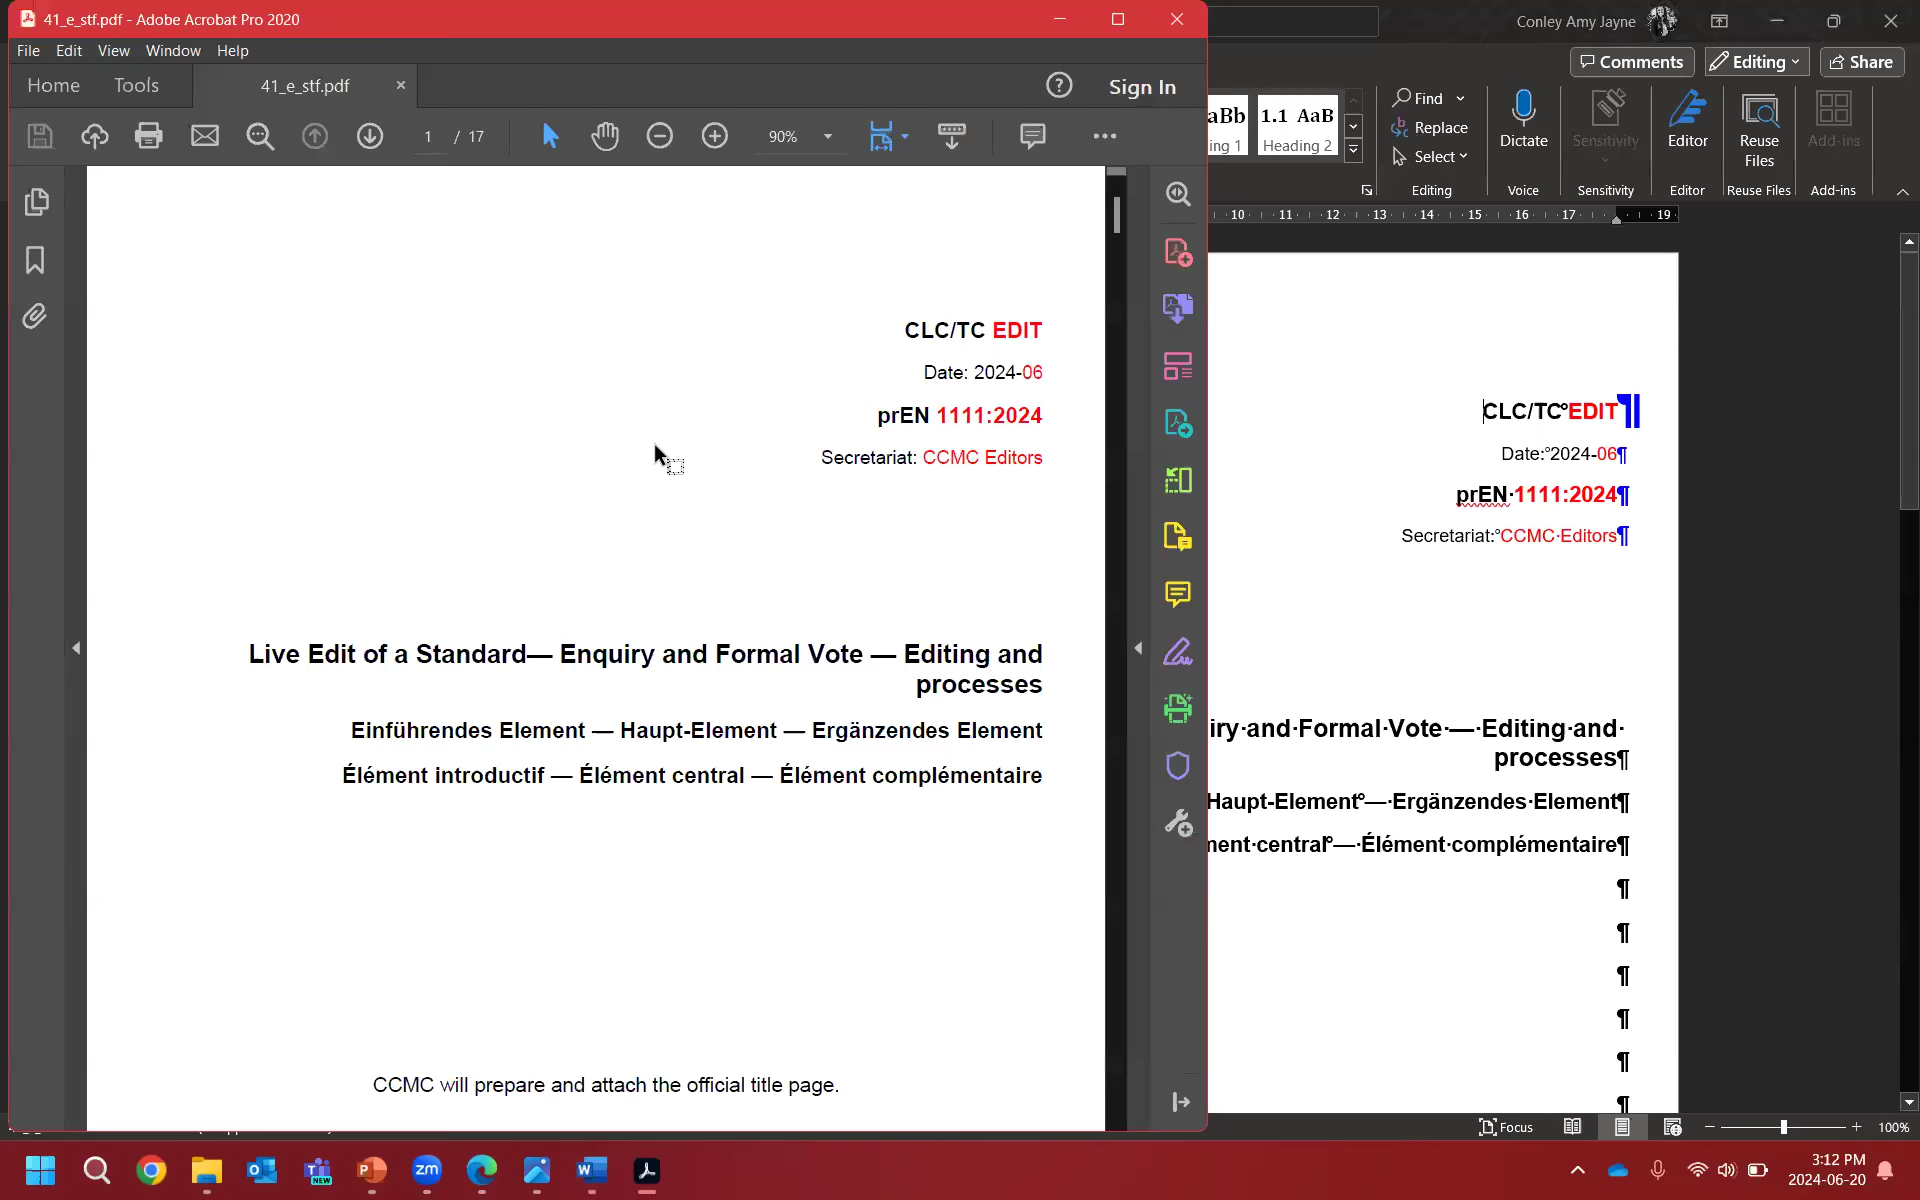 41_e_stf.pdf - Adobe Acrobat Pro 2020
File Edit View Window Help
Home Tools 41_e_stf.pdf × Sign In
1 / 17 90%
CLC/TC EDIT
Date: 2024-06
prEN 1111:2024
Secretariat: CCMC Editors
Live Edit of a Standard— Enquiry and Formal Vote — Editing and
processes
Einführendes Element — Haupt-Element — Ergänzendes Element
Élément introductif — Élément central — Élément complémentaire
CCMC will prepare and attach the official title page.
Conley Amy Jayne
Comments Editing Share
aBb 1.1 AaB
ing 1 Heading 2
Find
Replace
Select
Editing
Dictate
Voice
Sensitivity
Sensitivity
Editor
Editor
Reuse
Files
Reuse Files
Add-ins
Add-ins
10 11 12 13 14 15 16 17 19
CLC/TC°EDIT¶
Date:°2024-06¶
prEN·1111:2024¶
Secretariat:°CCMC·Editors¶
iry·and·Formal·Vote·—·Editing·and·
processes¶
Haupt-Element°—·Ergänzendes·Element¶
ment·central°—·Élément·complémentaire¶
¶
¶
¶
¶
¶
¶
Focus 100%
zm
NEW
3:12 PM
2024-06-20